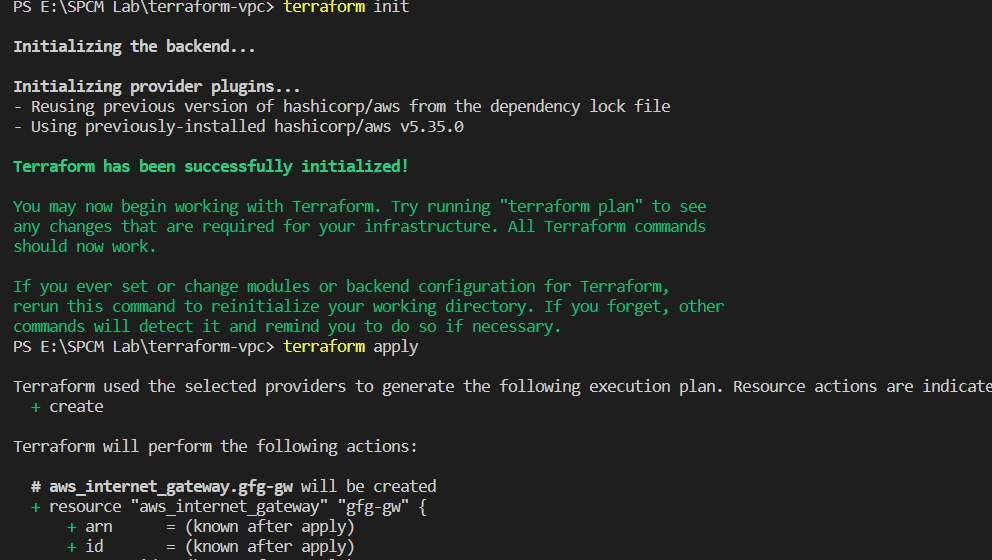 PS E:\SPCM Lab\terraform-vpc> terraform init
Initializing the backend...
Initializing provider plugins...
- Reusing previous version of hashicorp/aws from the dependency lock file
- Using previously-installed hashicorp/aws v5.35.0
Terraform has been successfully initialized!
You may now begin working with Terraform. Try running "terraform plan" to see
any changes that are required for your infrastructure. All Terraform commands
should now work.
If you ever set or change modules or backend configuration for Terraform,
rerun this command to reinitialize your working directory. If you forget, other
commands will detect it and remind you to do so if necessary.
PS E:\SPCM Lab\terraform-vpc> terraform apply
Terraform used the selected providers to generate the following execution plan. Resource actions are indicate
+ create
Terraform will perform the following actions:
# aws_internet_gateway.gfg-gw will be created
+ resource "aws_internet_gateway" "gfg-gw" {
+ arn = (known after apply)
+ id = (known after apply)